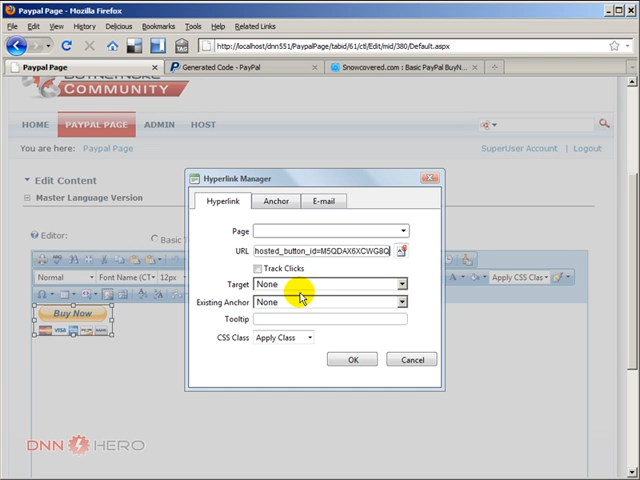 Paypal Page - Mozilla Firefox
File Edit View History Delicious Bookmarks Tools Help Related Links
http://localhost/dnn551/PaypalPage/tabid/61/ctl/Edit/mid/380/Default.aspx
Paypal Page
Generated Code - PayPal
Snowcovered.com : Basic PayPal BuyN...
COMMUNITY
HOME PAYPAL PAGE ADMIN HOST
You are here: Paypal Page
SuperUser Account | Logout
Hyperlink Manager
Edit Content
Master Language Version
Hyperlink Anchor E-mail
Page
Editor: Basic
URL hosted_button_id=M5QDAX6XCWG8Q
Track Clicks
Normal Font Name (CT 12px Apply CSS Clas
Target None
Existing Anchor None
Buy Now
Tooltip
CSS Class Apply Class
OK Cancel
DNN HERO